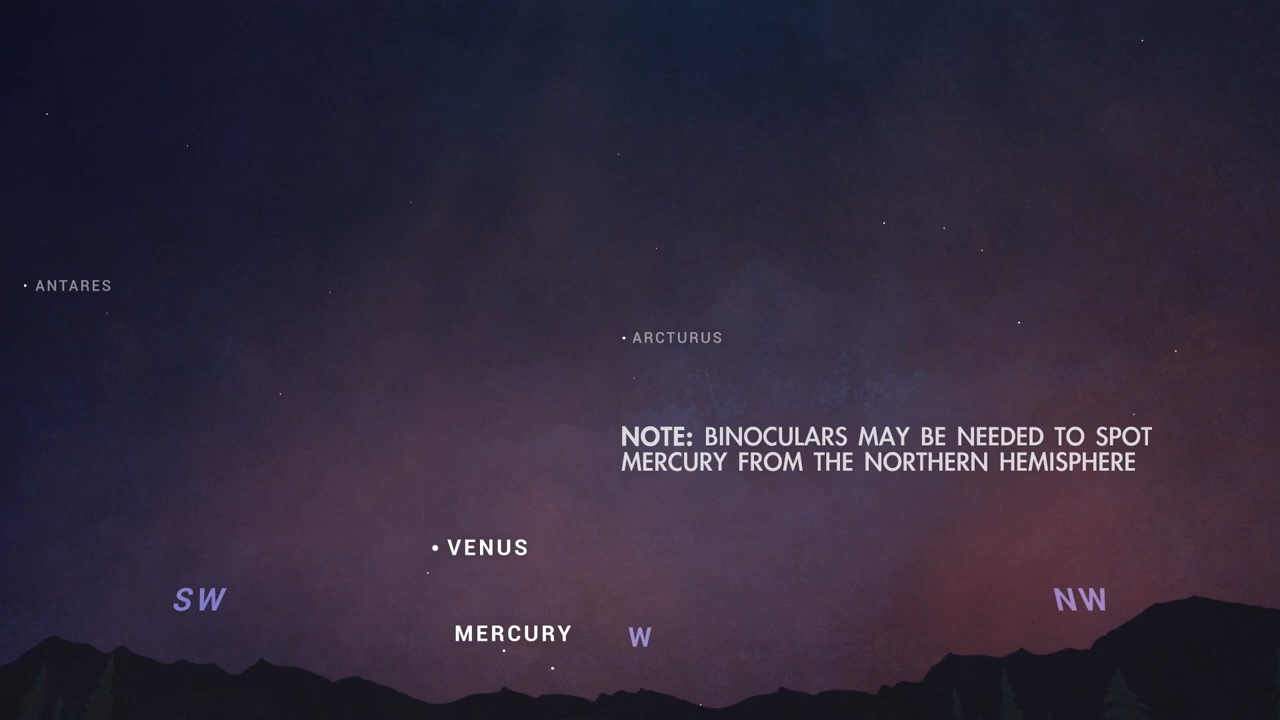 ANTARES
ARCTURUS
NOTE: BINOCULARS MAY BE NEEDED TO SPOT
MERCURY FROM THE NORTHERN HEMISPHERE
VENUS
SW
NW
MERCURY
W